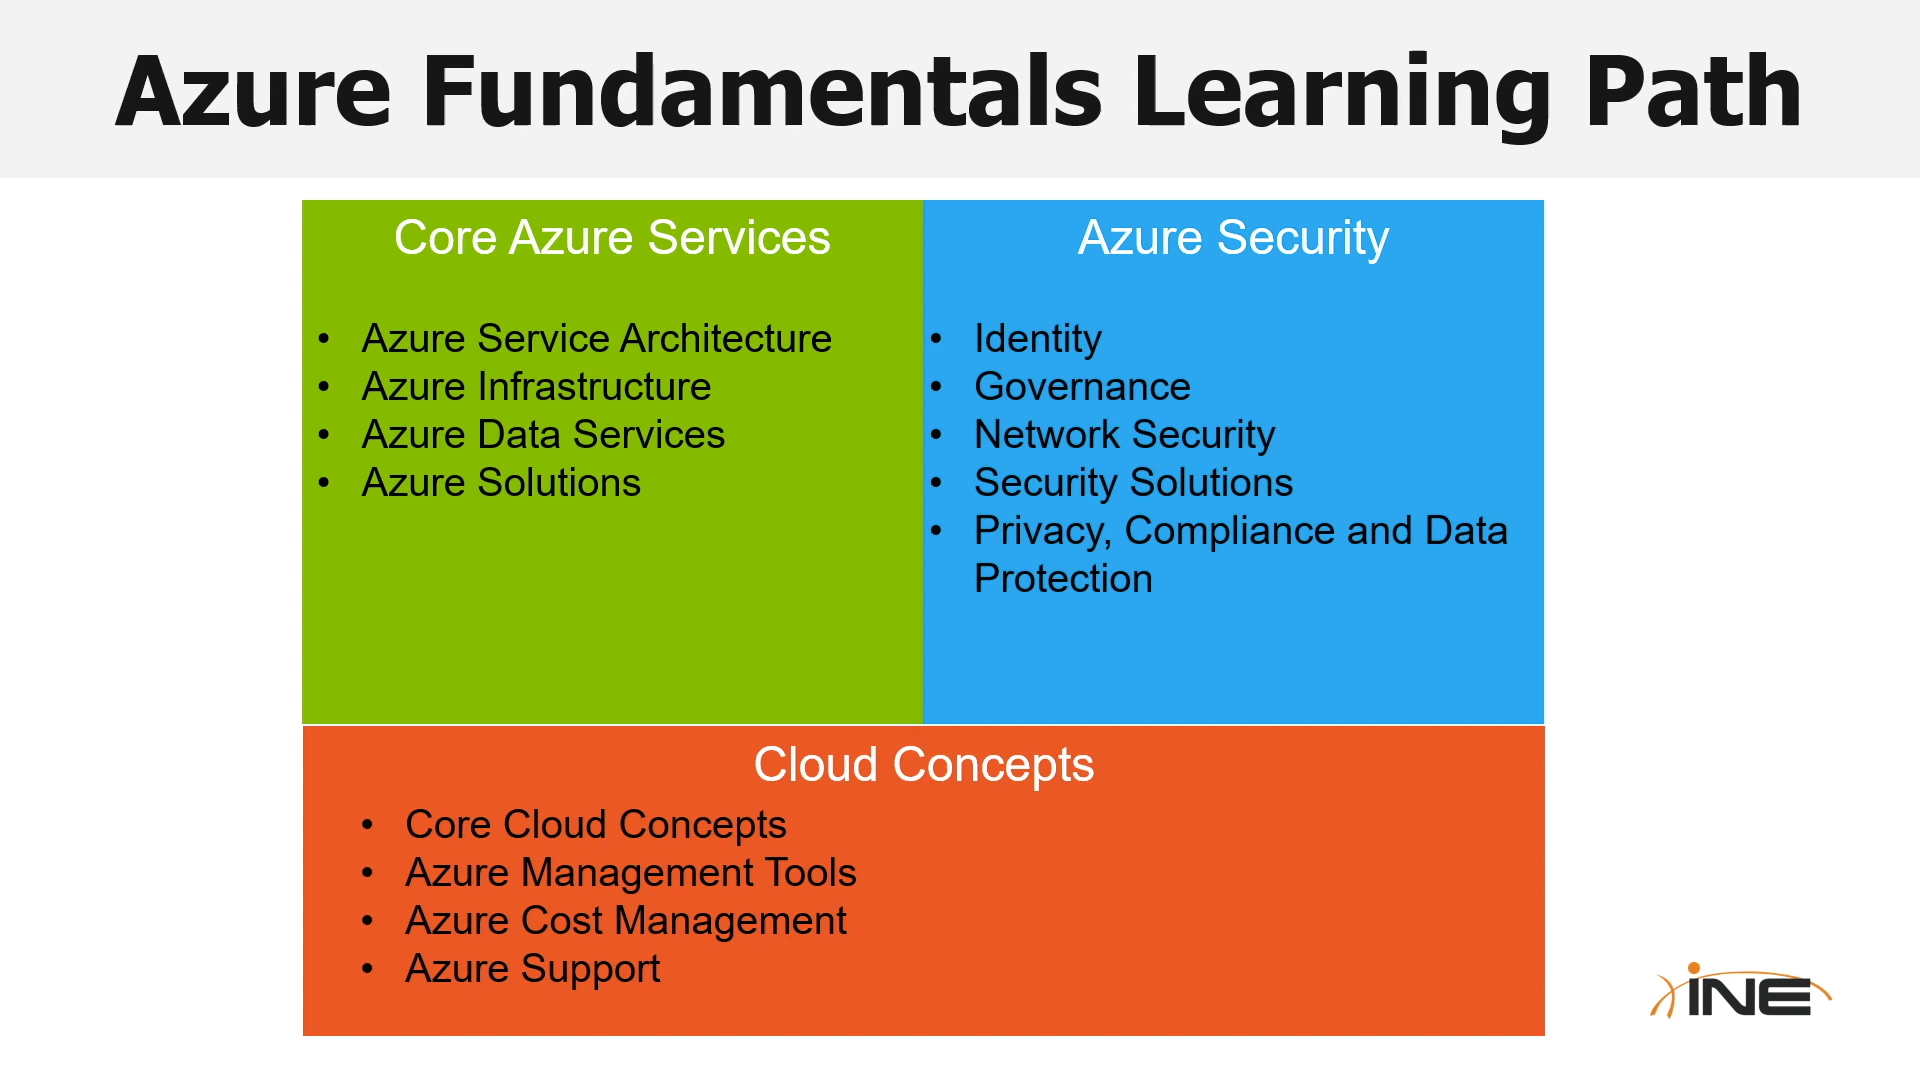 Azure Fundamentals Learning Path
Core Azure Services
• Azure Service Architecture
• Azure Infrastructure
• Azure Data Services
• Azure Solutions
Azure Security
• Identity
• Governance
• Network Security
• Security Solutions
• Privacy, Compliance and Data
Protection
Cloud Concepts
• Core Cloud Concepts
• Azure Management Tools
• Azure Cost Management
• Azure Support
iNE